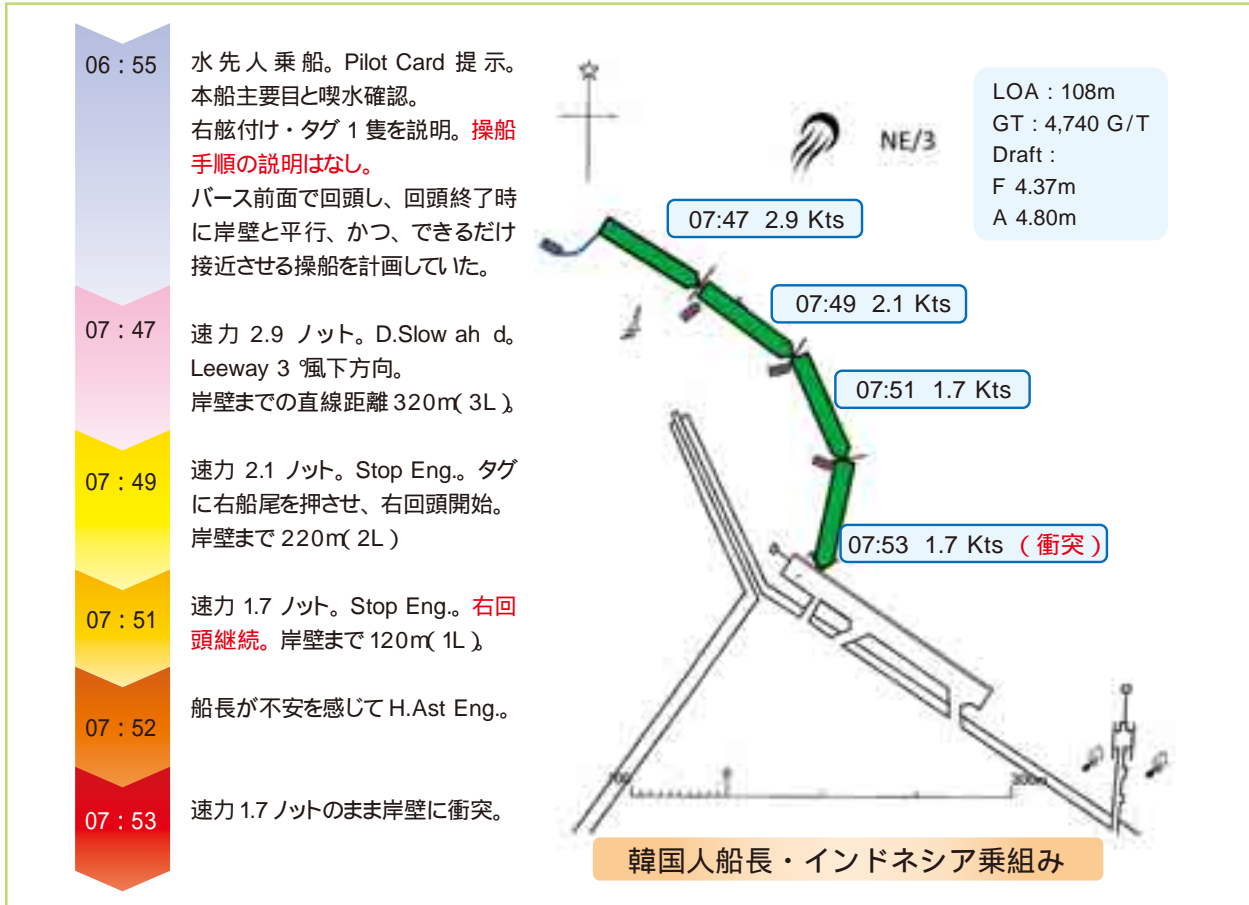 06 : 55
水先人乗船。Pilot Card 提示。
本船主要目と喫水確認。
右舷付け・タグ 1 隻を説明。操船
手順の説明はなし。
バース前面で回頭し、回頭終了時
に岸壁と平行、かつ、できるだけ
接近させる操船を計画していた。
07 : 47
速力 2.9 ノット。D.Slow ah d。
Leeway 3 °風下方向。
岸壁までの直線距離 320m( 3L )。
07 : 49
速力 2.1 ノット。Stop Eng.。タグ
に右船尾を押させ、右回頭開始。
岸壁まで 220m( 2L )
07 : 51
速力 1.7 ノット。Stop Eng.。右回
頭継続。岸壁まで 120m( 1L )。
07 : 52
船長が不安を感じて H.Ast Eng.。
07 : 53
速力 1.7 ノットのまま岸壁に衝突。
NE/3
LOA : 108m
GT : 4,740 G/T
Draft :
F 4.37m
A 4.80m
07:47 2.9 Kts
07:49 2.1 Kts
07:51 1.7 Kts
07:53 1.7 Kts ( 衝突 )
100
0
300m
韓国人船長・インドネシア乗組み